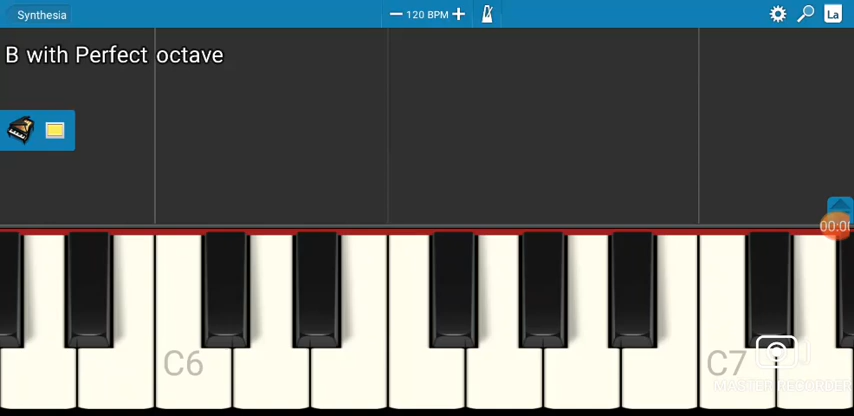 Synthesia
120 BPM
La
B with Perfect octave
00:00
C6
C7
MASTER RECORDER